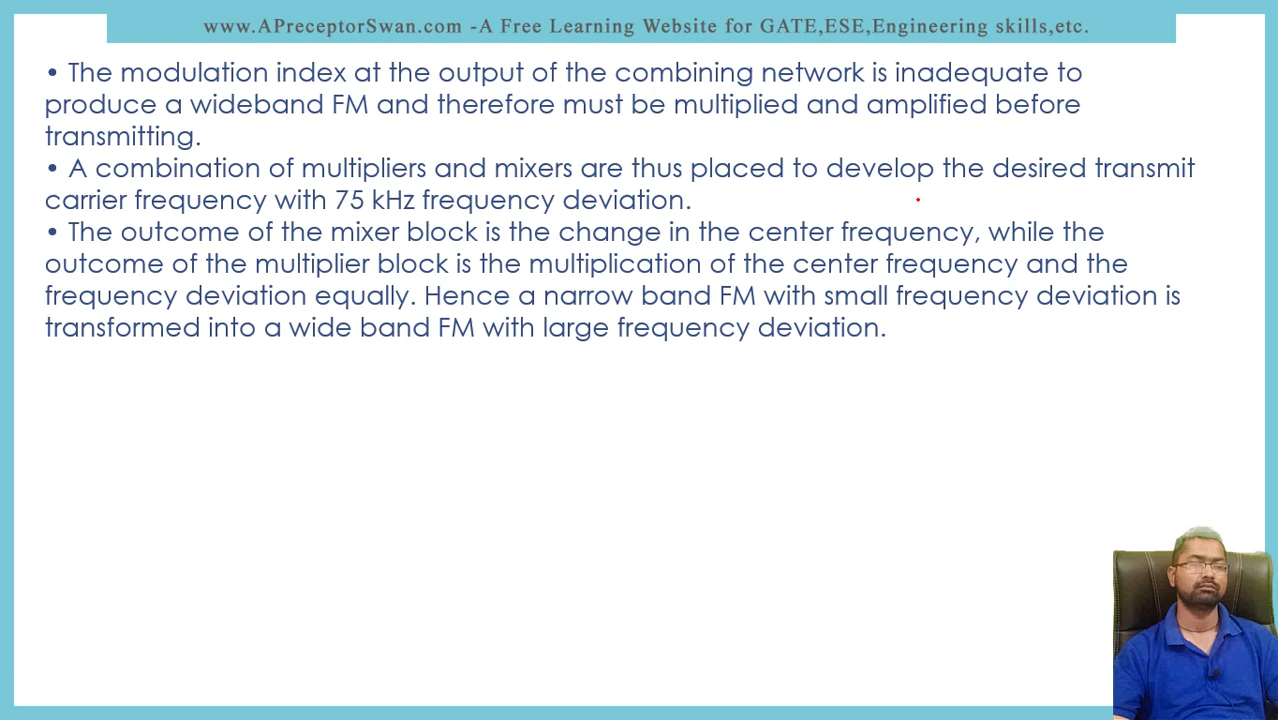 www.APreceptorSwan.com -A Free Learning Website for GATE,ESE,Engineering skills,etc.
• The modulation index at the output of the combining network is inadequate to
produce a wideband FM and therefore must be multiplied and amplified before
transmitting.
• A combination of multipliers and mixers are thus placed to develop the desired transmit
carrier frequency with 75 kHz frequency deviation.
• The outcome of the mixer block is the change in the center frequency, while the
outcome of the multiplier block is the multiplication of the center frequency and the
frequency deviation equally. Hence a narrow band FM with small frequency deviation is
transformed into a wide band FM with large frequency deviation.